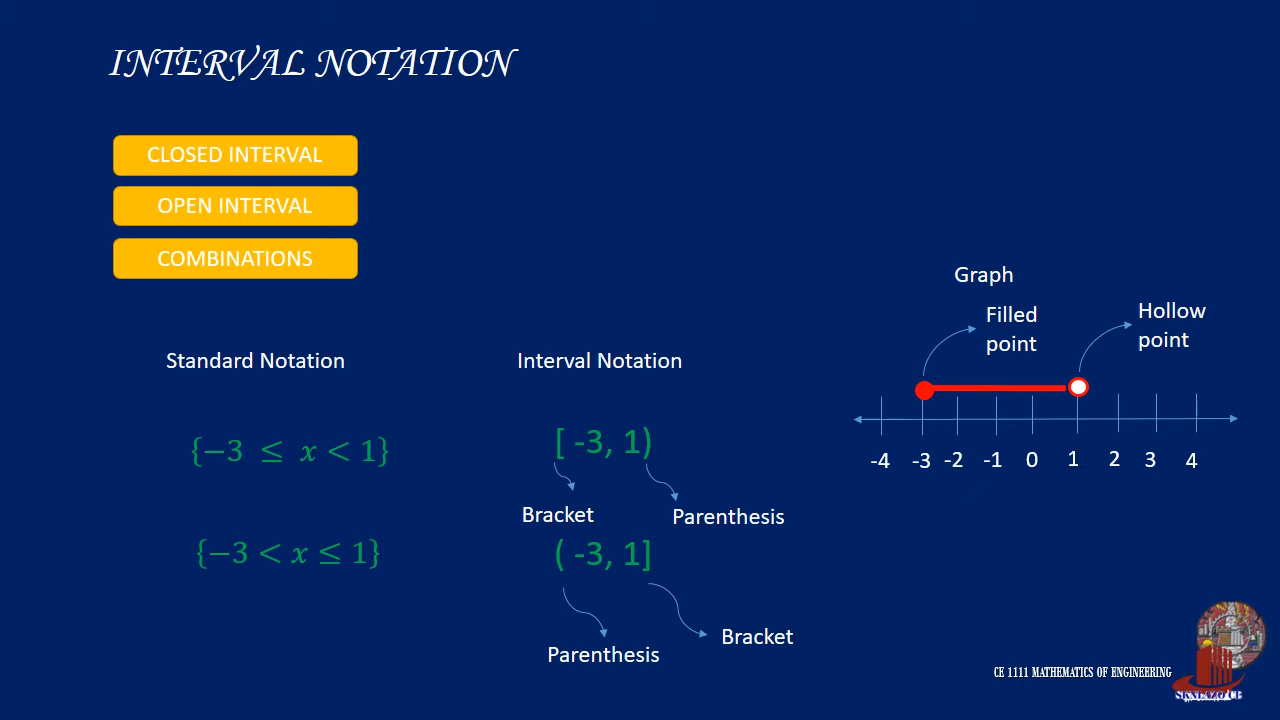 INTERVAL NOTATION
CLOSED INTERVAL
OPEN INTERVAL
COMBINATIONS
Graph
Filled
point
Hollow
point
Standard Notation
Interval Notation
{−3 ≤ x < 1}
[ -3, 1)
-4 -3 -2 -1 0 1 2 3 4
Bracket
Parenthesis
{−3 < x ≤ 1}
( -3, 1]
Parenthesis
Bracket
CE 1111 MATHEMATICS OF ENGINEERING